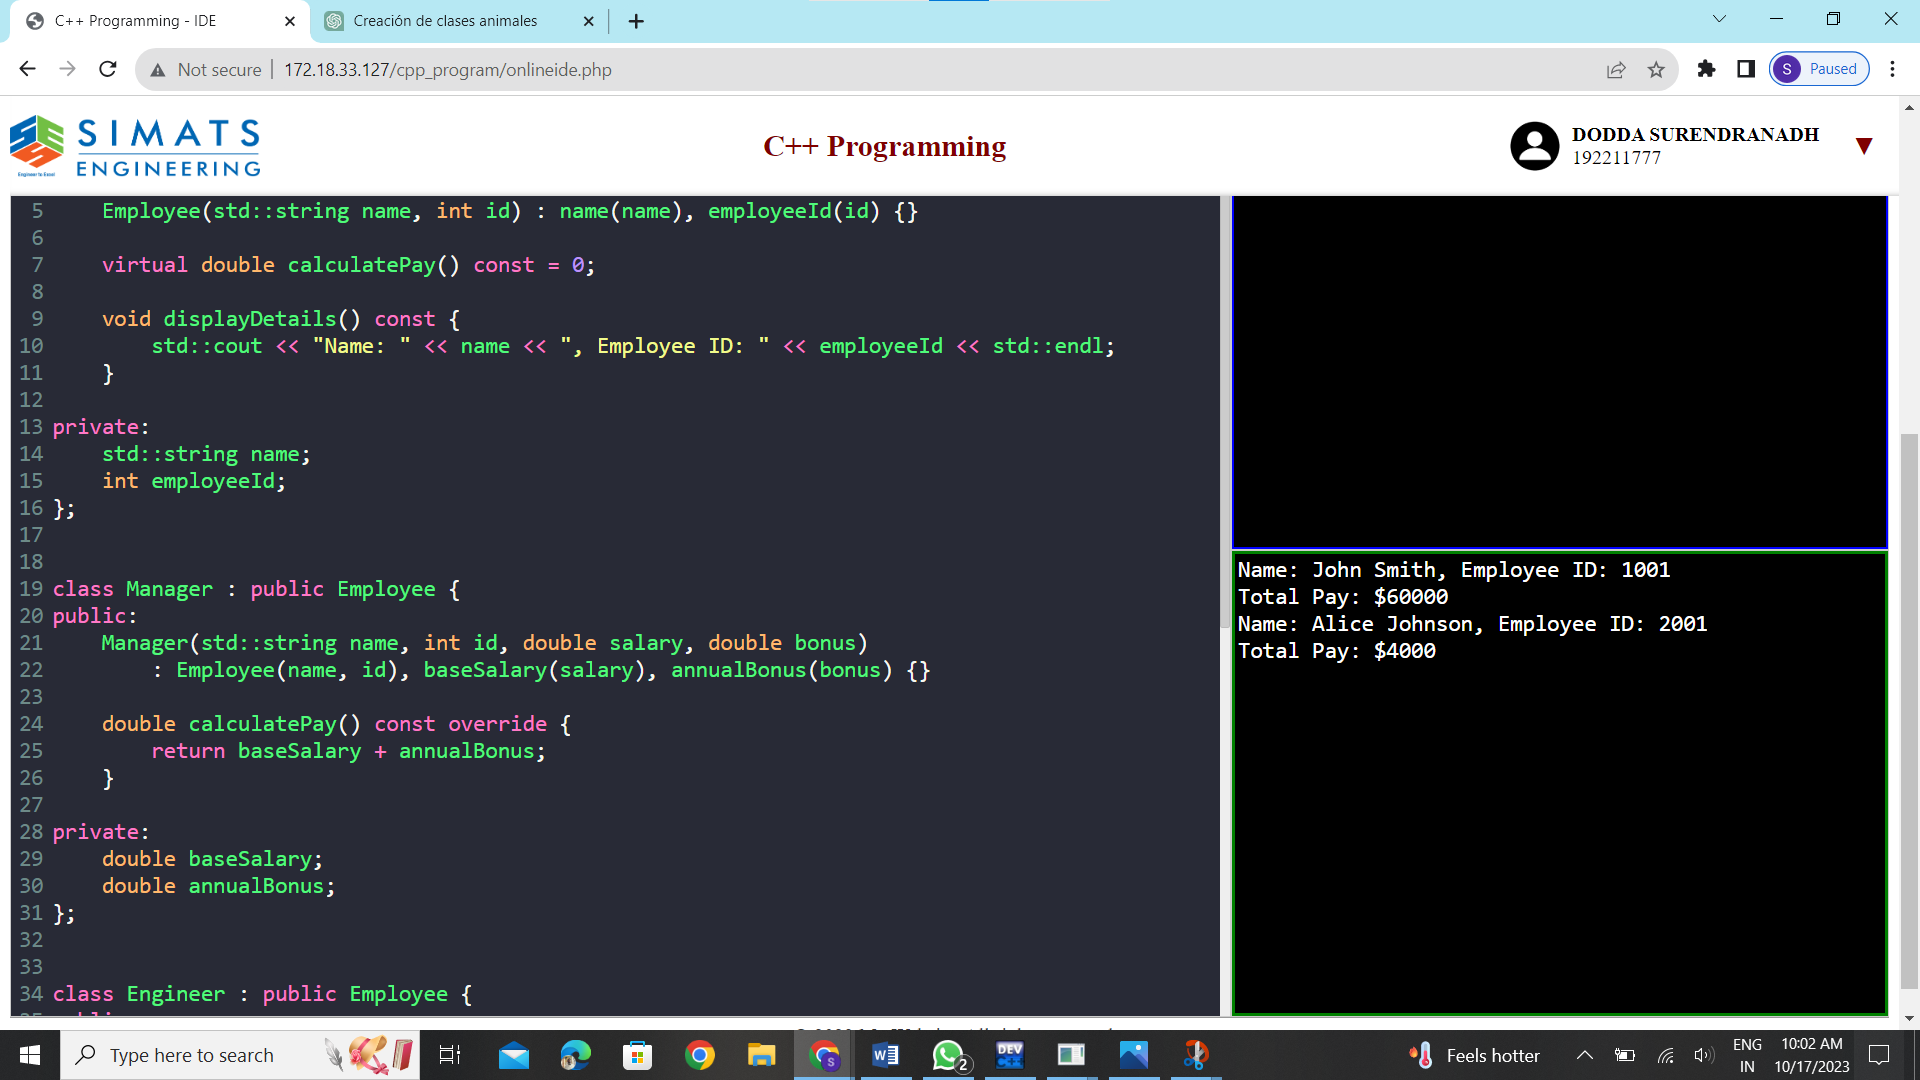 C++ Programming - IDE
Creación de clases animales
Not secure
172.18.33.127/cpp_program/onlineide.php
S
Paused
SIMATS
ENGINEERING
Engineer to Excel
C++ Programming
DODDA SURENDRANADH
192211777
5     Employee(std::string name, int id) : name(name), employeeId(id) {}
6
7     virtual double calculatePay() const = 0;
8
9     void displayDetails() const {
10         std::cout << "Name: " << name << ", Employee ID: " << employeeId << std::endl;
11     }
12
13 private:
14     std::string name;
15     int employeeId;
16 };
17
18
19 class Manager : public Employee {
20 public:
21     Manager(std::string name, int id, double salary, double bonus)
22         : Employee(name, id), baseSalary(salary), annualBonus(bonus) {}
23
24     double calculatePay() const override {
25         return baseSalary + annualBonus;
26     }
27
28 private:
29     double baseSalary;
30     double annualBonus;
31 };
32
33
34 class Engineer : public Employee {
Name: John Smith, Employee ID: 1001
Total Pay: $60000
Name: Alice Johnson, Employee ID: 2001
Total Pay: $4000
Type here to search
S
W
2
DEV
C++
Feels hotter
ENG
IN
10:02 AM
10/17/2023